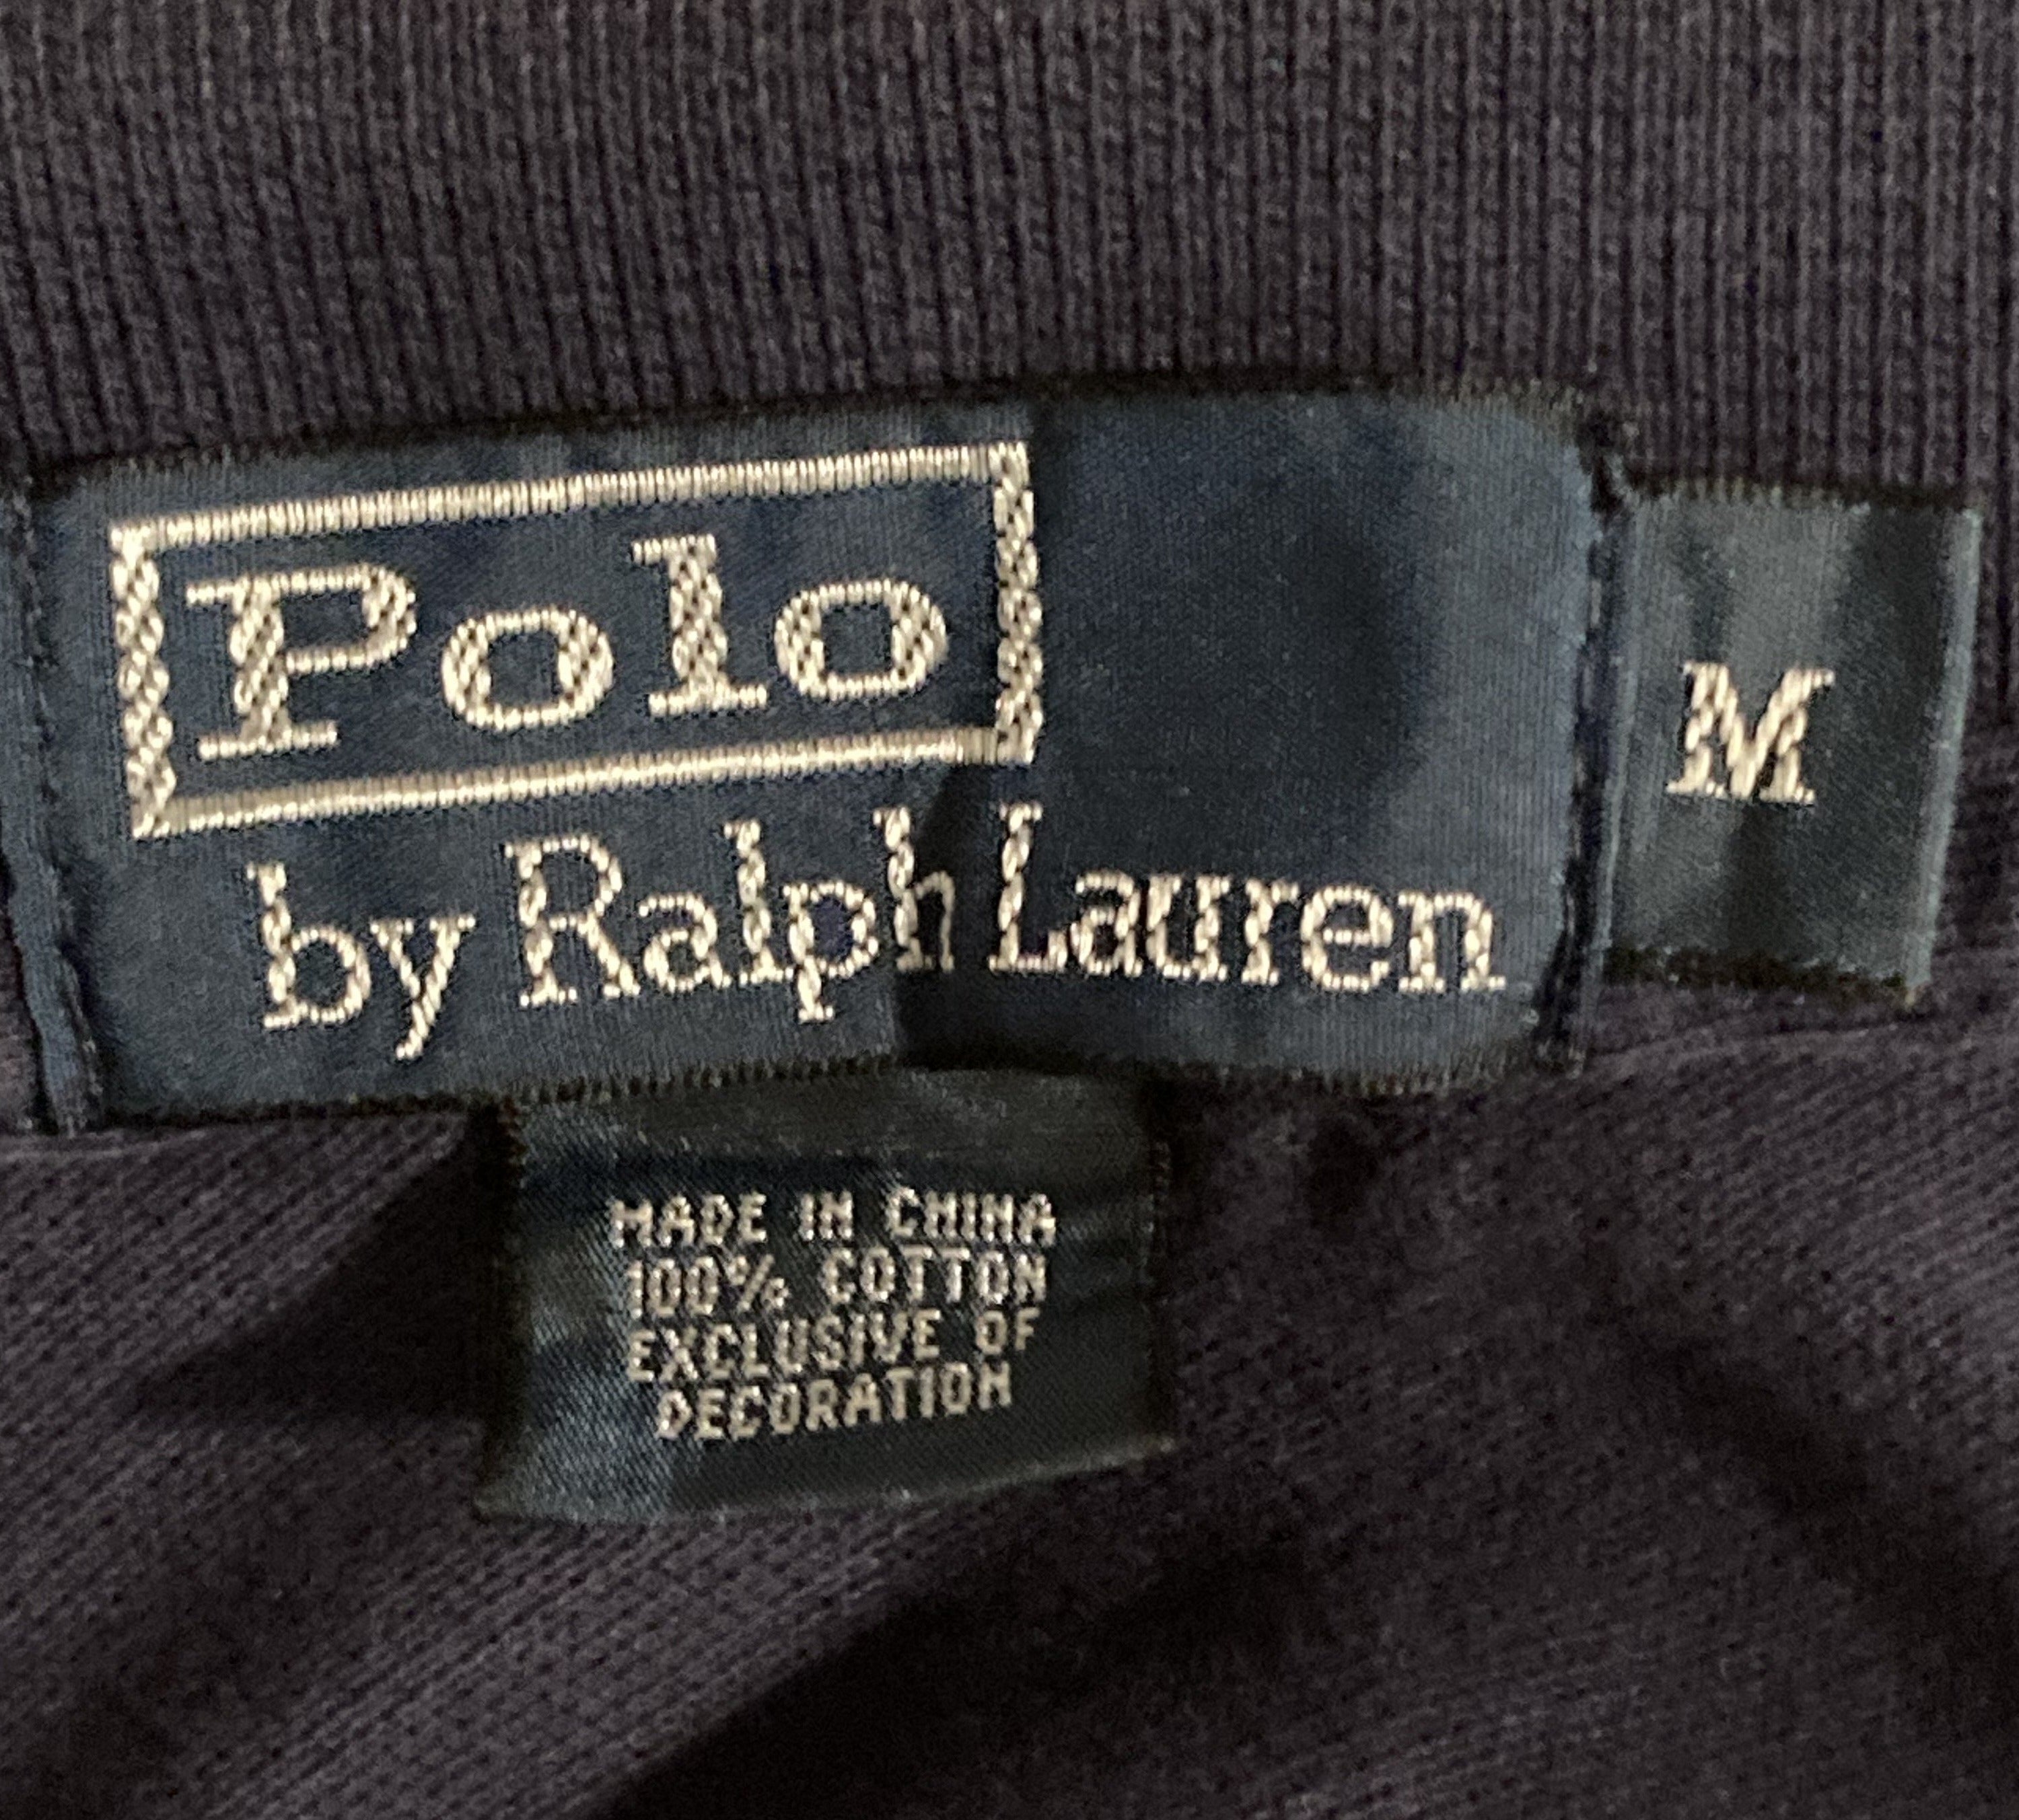 Polo
by Ralph Lauren
M
MADE IN CHINA
100% COTTON
EXCLUSIVE OF
DECORATION